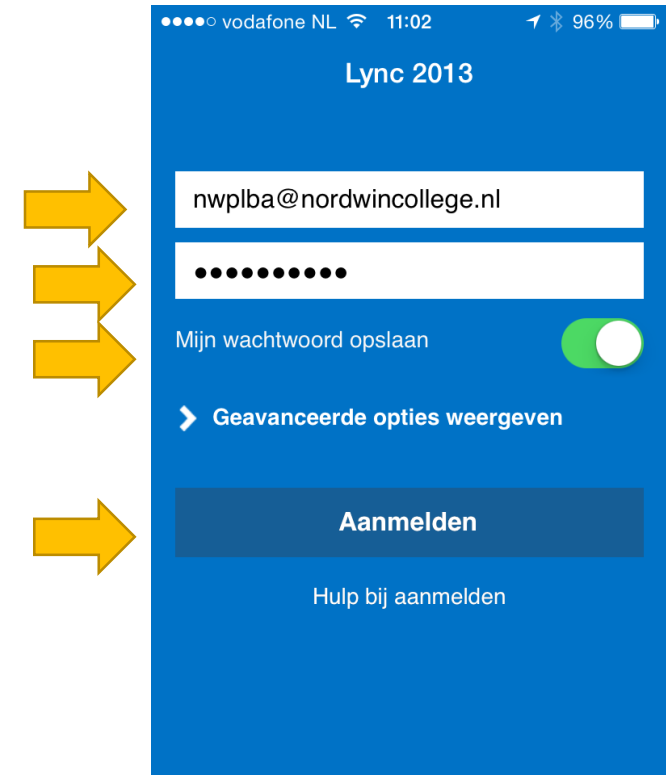 vodafone NL 11:02 96%
Lync 2013
nwplba@nordwincollege.nl
••••••••••
Mijn wachtwoord opslaan
Geavanceerde opties weergeven
Aanmelden
Hulp bij aanmelden